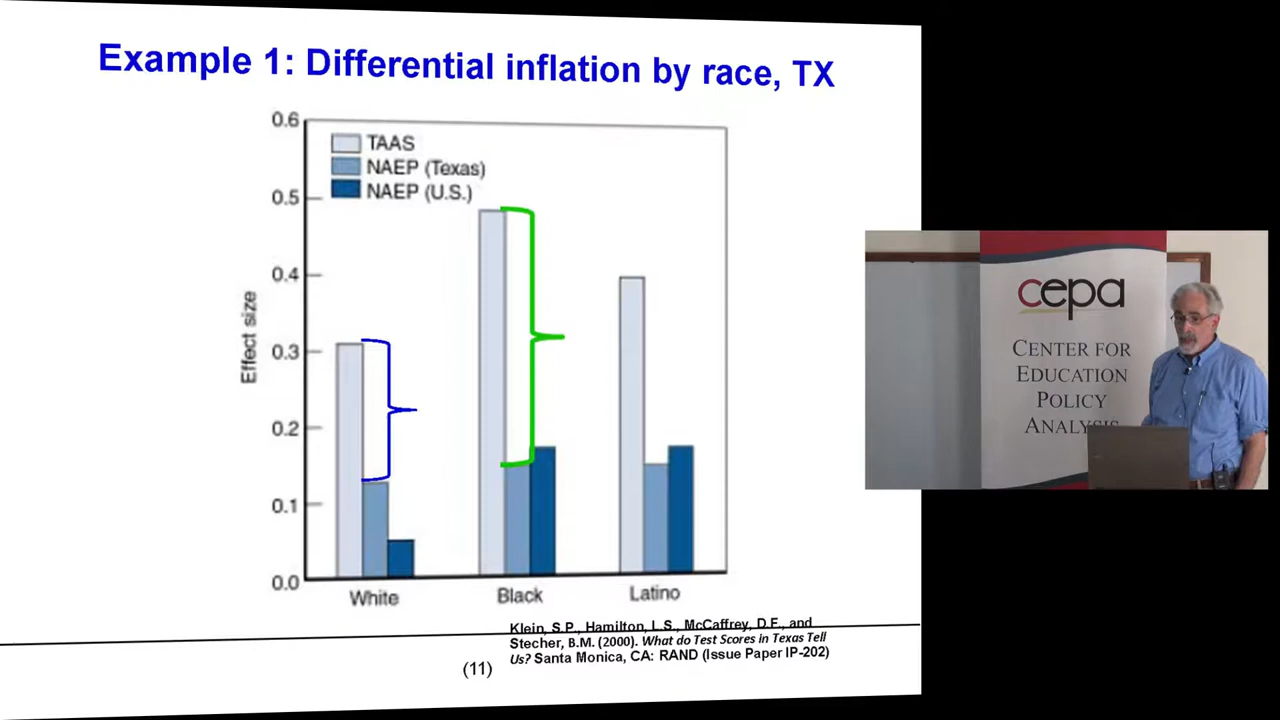 Example 1: Differential inflation by race, TX
0.6
0.5
0.4
0.3
0.2
0.1
0.0
Effect size
TAAS
NAEP (Texas)
NAEP (U.S.)
White
Black
Latino
Klein, S.P., Hamilton, L.S., McCaffrey, D.F., and
Stecher, B.M. (2000). What do Test Scores in Texas Tell
Us? Santa Monica, CA: RAND (Issue Paper IP-202)
(11)
cepa
CENTER FOR
EDUCATION
POLICY
ANALYSIS